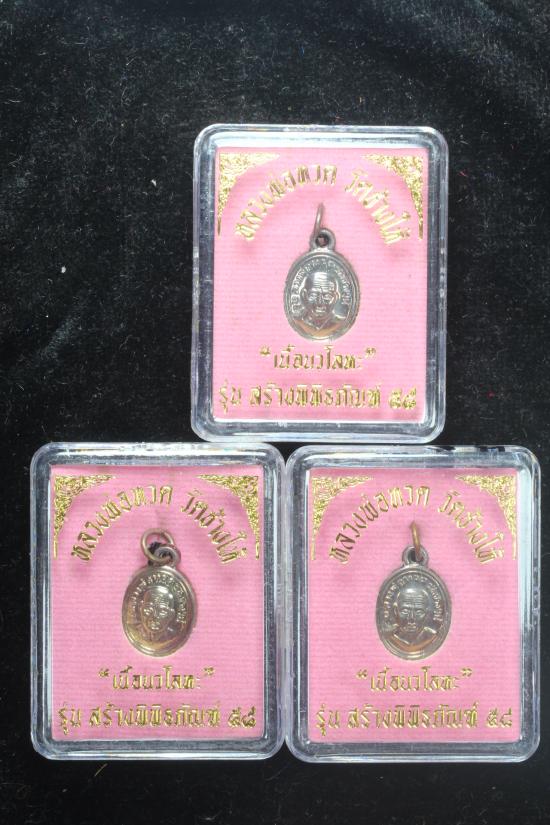 หลวงพ่อทวด วัดช้างให้
“เนื้อนวโลหะ”
รุ่น สร้างพิพิธภัณฑ์ ๕๔
หลวงพ่อทวด วัดช้างให้
“เนื้อนวโลหะ”
รุ่น สร้างพิพิธภัณฑ์ ๕๔
หลวงพ่อทวด วัดช้างให้
“เนื้อนวโลหะ”
รุ่น สร้างพิพิธภัณฑ์ ๕๔